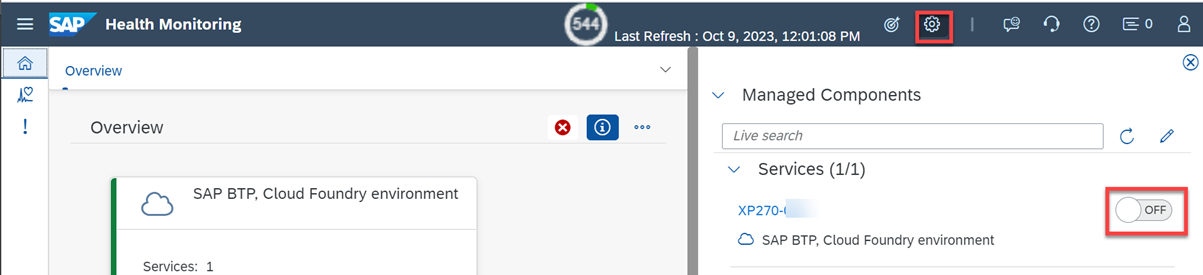 SAP Health Monitoring
544
Last Refresh : Oct 9, 2023, 12:01:08 PM
0
Overview
Overview
SAP BTP, Cloud Foundry environment
Services: 1
Managed Components
Live search
Services (1/1)
XP270-
OFF
SAP BTP, Cloud Foundry environment